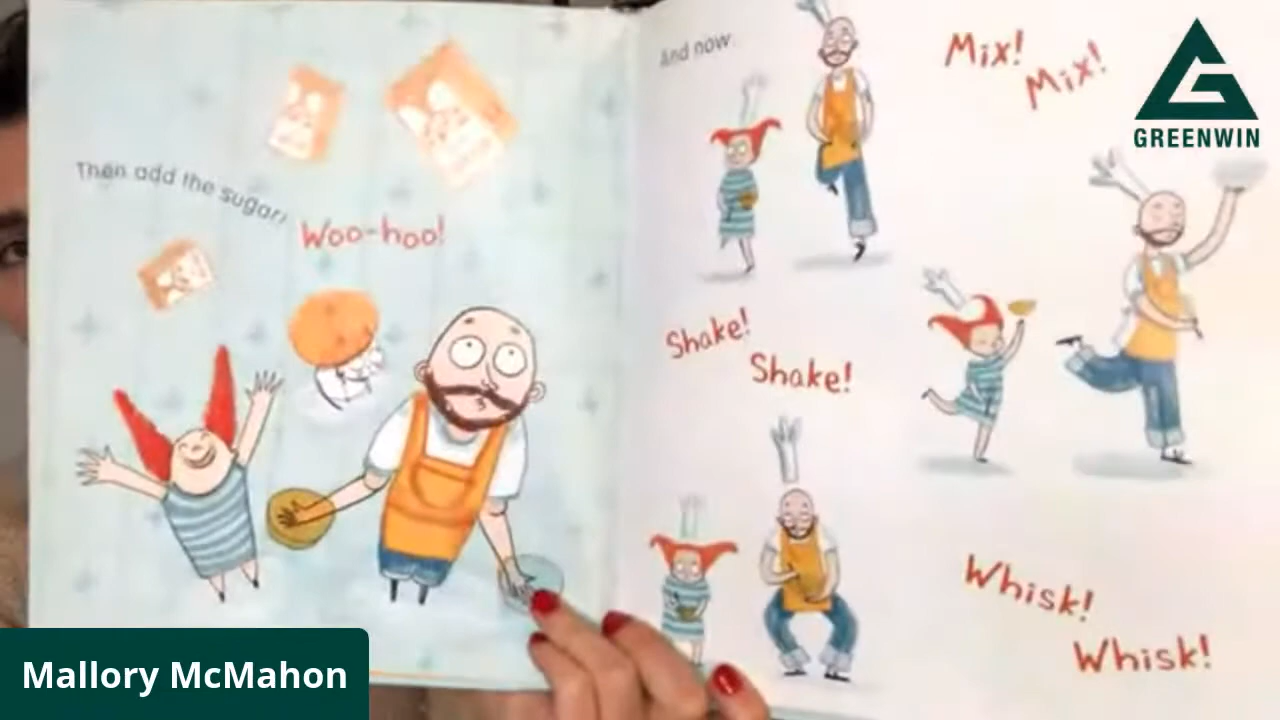 Then add the sugar!
Woo-hoo!
And now
Mix!
Mix!
Shake!
Shake!
Whisk!
Whisk!
GREENWIN
Mallory McMahon